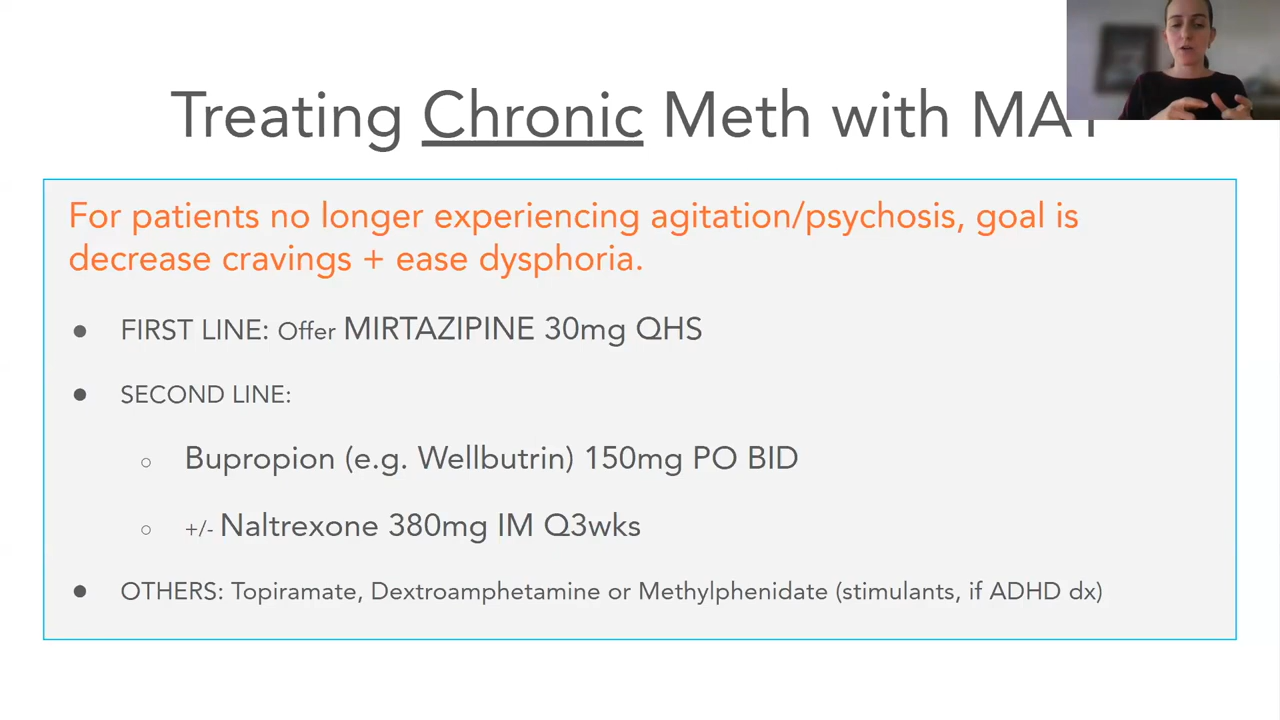 Treating Chronic Meth with MAT
For patients no longer experiencing agitation/psychosis, goal is
decrease cravings + ease dysphoria.
● FIRST LINE: Offer MIRTAZIPINE 30mg QHS
● SECOND LINE:
○ Bupropion (e.g. Wellbutrin) 150mg PO BID
○ +/- Naltrexone 380mg IM Q3wks
● OTHERS: Topiramate, Dextroamphetamine or Methylphenidate (stimulants, if ADHD dx)